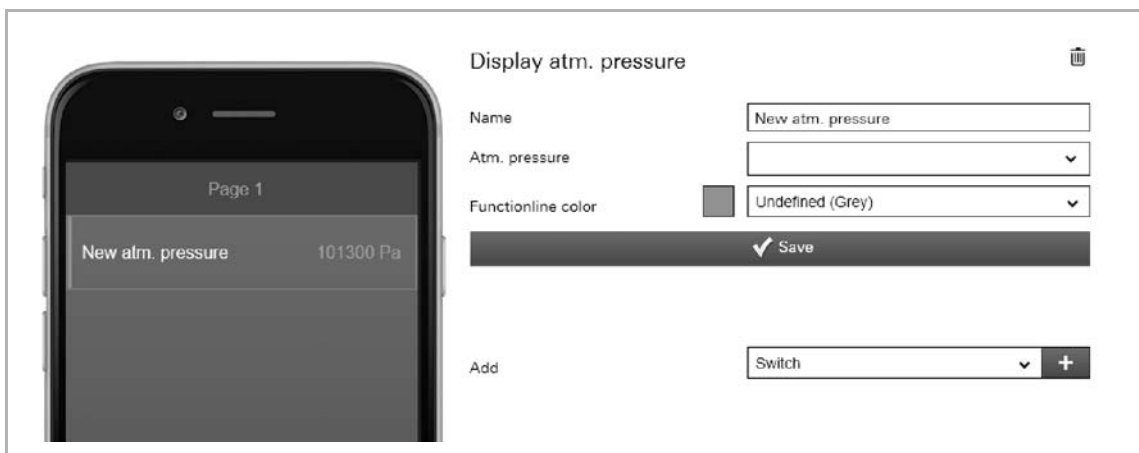 Page 1
New atm. pressure 101300 Pa
Display atm. pressure
Name New atm. pressure
Atm. pressure
Functionline color Undefined (Grey)
Save
Add Switch